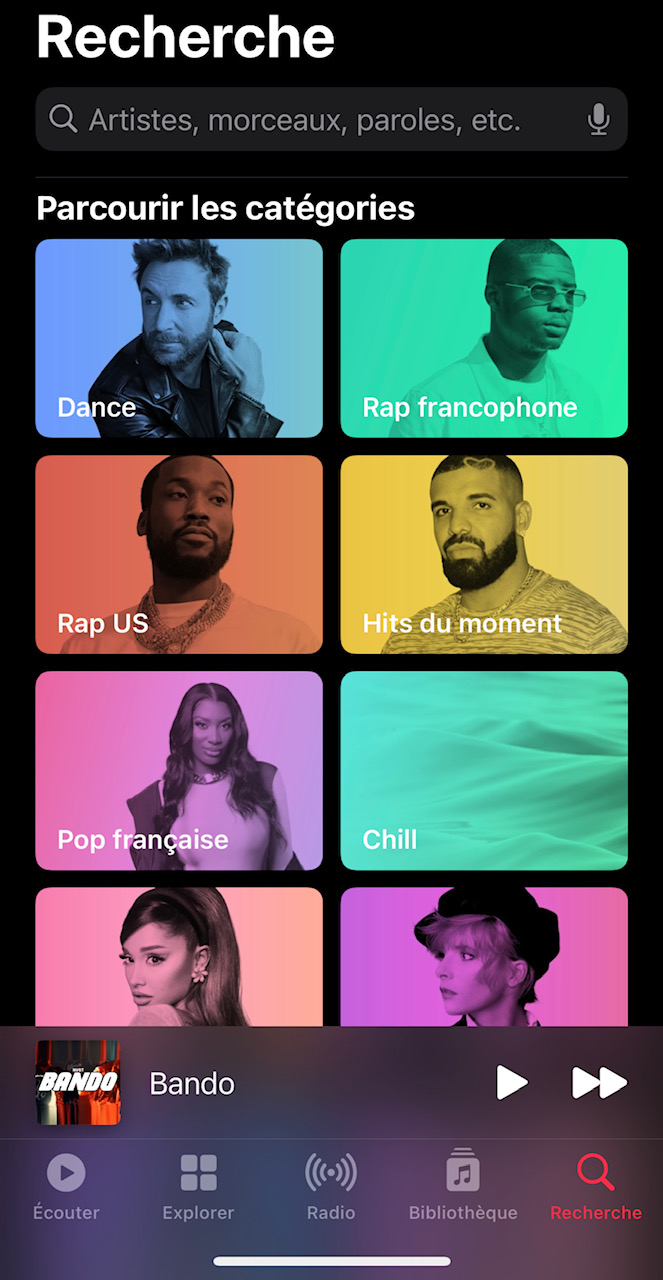 Recherche
Artistes, morceaux, paroles, etc.
Parcourir les catégories
Dance
Rap francophone
Rap US
Hits du moment
Pop française
Chill
BANDO
Bando
Écouter
Explorer
Radio
Bibliothèque
Recherche